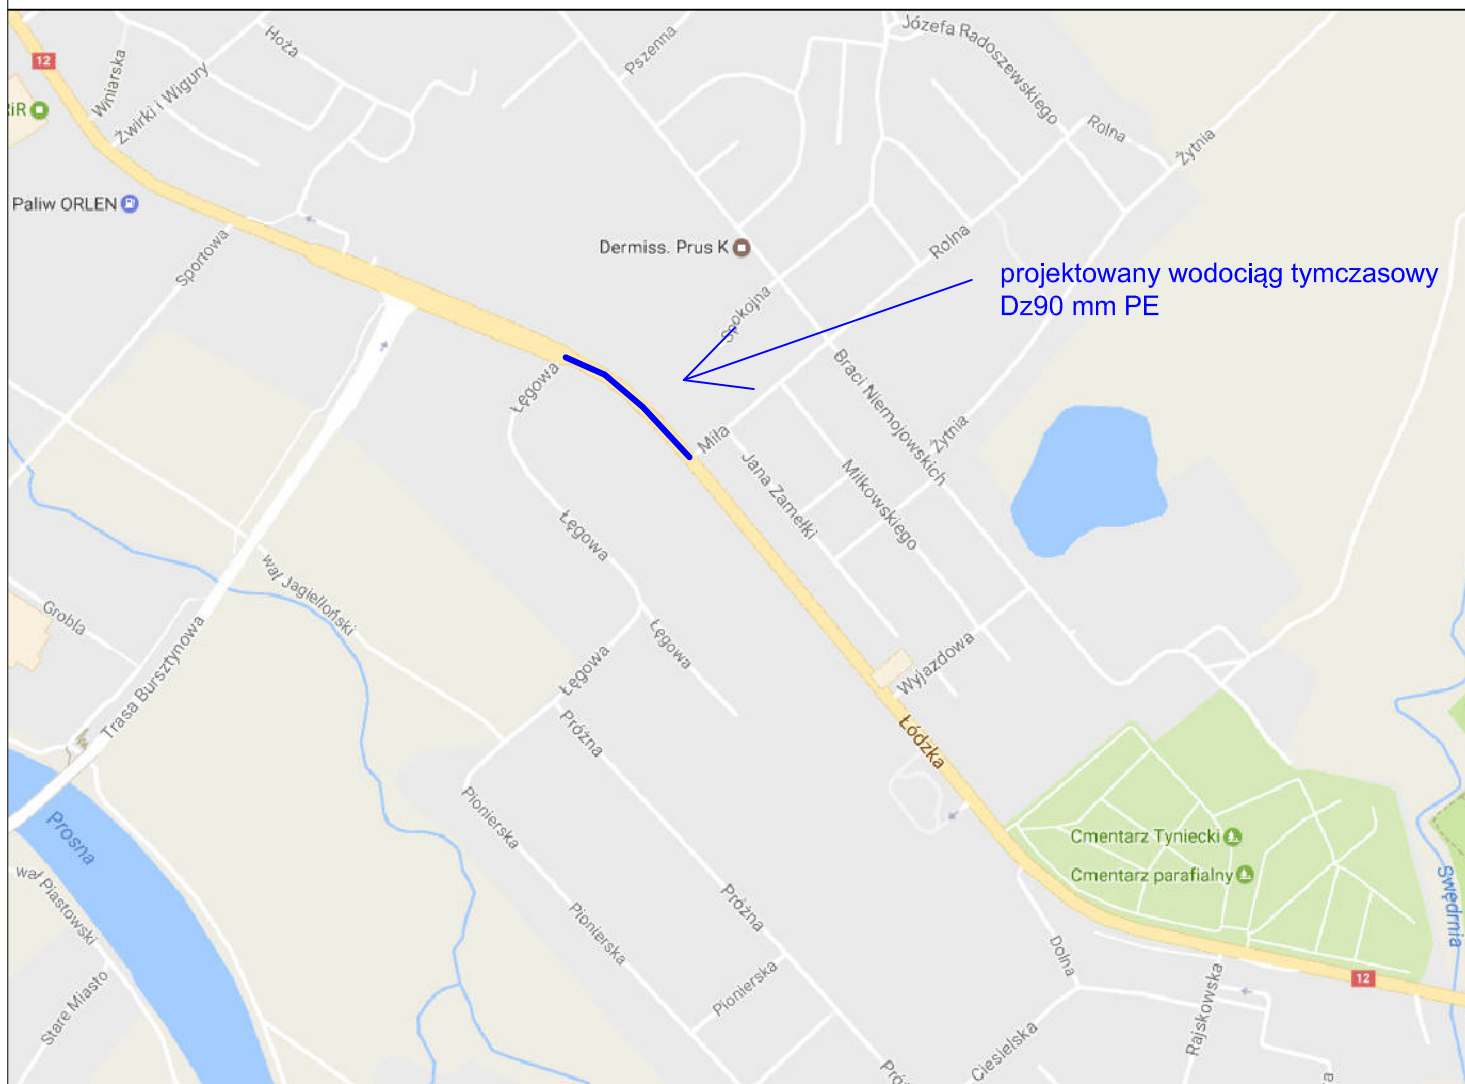 Józefa Radoszewskiego
Hoża
Pszenna
12
Winiarska
Żwirki i Wigury
RiR
Rolna
Żytnia
Paliw ORLEN
Sportowa
Dermiss. Prus K
Rolna
projektowany wodociąg tymczasowy
Dz90 mm PE
Spokojna
Braci Niemojowskich
Łęgowa
Miła
Żytnia
Jana Zamełki
Miłkowskiego
Łęgowa
wał Jagielloński
Grobla
Łęgowa
Trasa Bursztynowa
Łęgowa
Wyjazdowa
Próżna
Łódzka
Pionierska
Prosna
Cmentarz Tyniecki
Cmentarz parafialny
wał Piastowski
Próżna
Swędrnia
Pionierska
Dolna
Pionierska
12
Stare Miasto
Rajskowska
Ciesielska